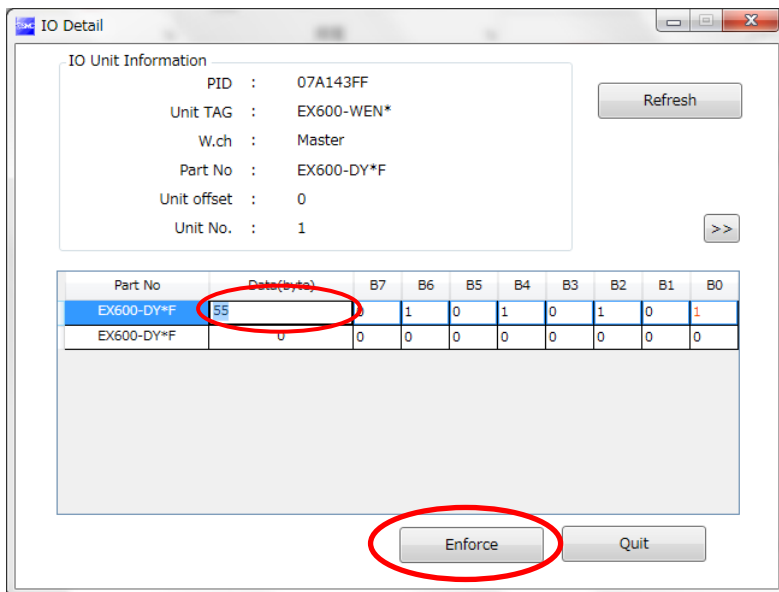 SMC IO Detail
IO Unit Information
PID : 07A143FF
Unit TAG : EX600-WEN*
W.ch : Master
Part No : EX600-DY*F
Unit offset : 0
Unit No. : 1
Refresh
>>
Part No Data(byte) B7 B6 B5 B4 B3 B2 B1 B0
EX600-DY*F 55 0 1 0 1 0 1 0 1
EX600-DY*F 0 0 0 0 0 0 0 0 0
Enforce Quit